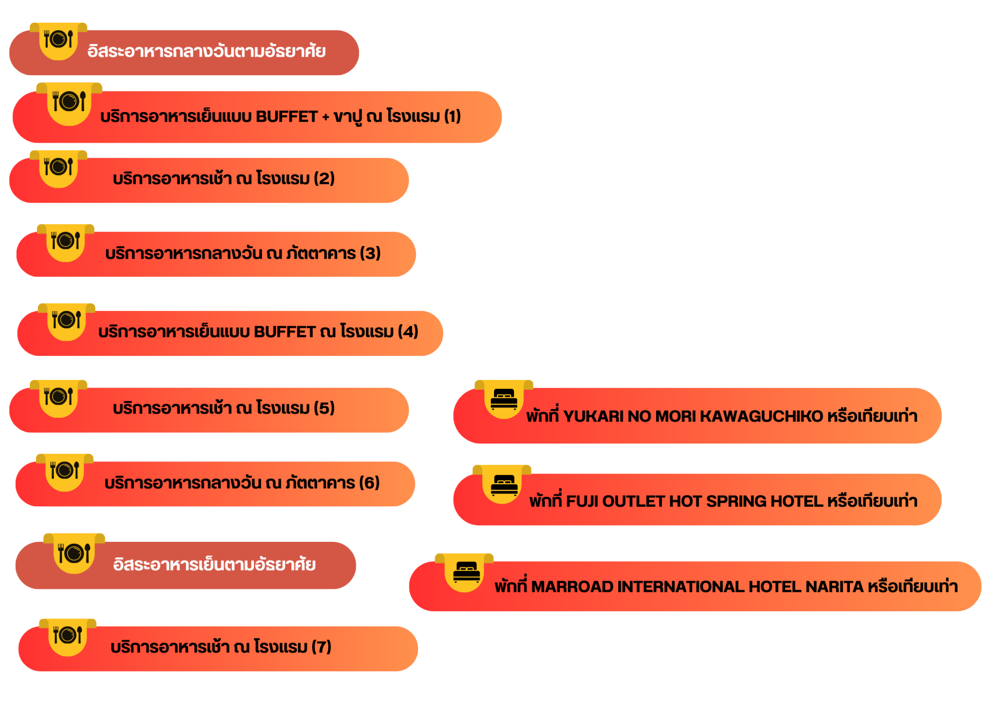 อิสระอาหารกลางวันตามอัธยาศัย
บริการอาหารเย็นแบบ BUFFET + ขาปู ณ โรงแรม (1)
บริการอาหารเช้า ณ โรงแรม (2)
บริการอาหารกลางวัน ณ ภัตตาคาร (3)
บริการอาหารเย็นแบบ BUFFET ณ โรงแรม (4)
บริการอาหารเช้า ณ โรงแรม (5)
บริการอาหารกลางวัน ณ ภัตตาคาร (6)
อิสระอาหารเย็นตามอัธยาศัย
บริการอาหารเช้า ณ โรงแรม (7)
พักที่ YUKARI NO MORI KAWAGUCHIKO หรือเทียบเท่า
พักที่ FUJI OUTLET HOT SPRING HOTEL หรือเทียบเท่า
พักที่ MARROAD INTERNATIONAL HOTEL NARITA หรือเทียบเท่า